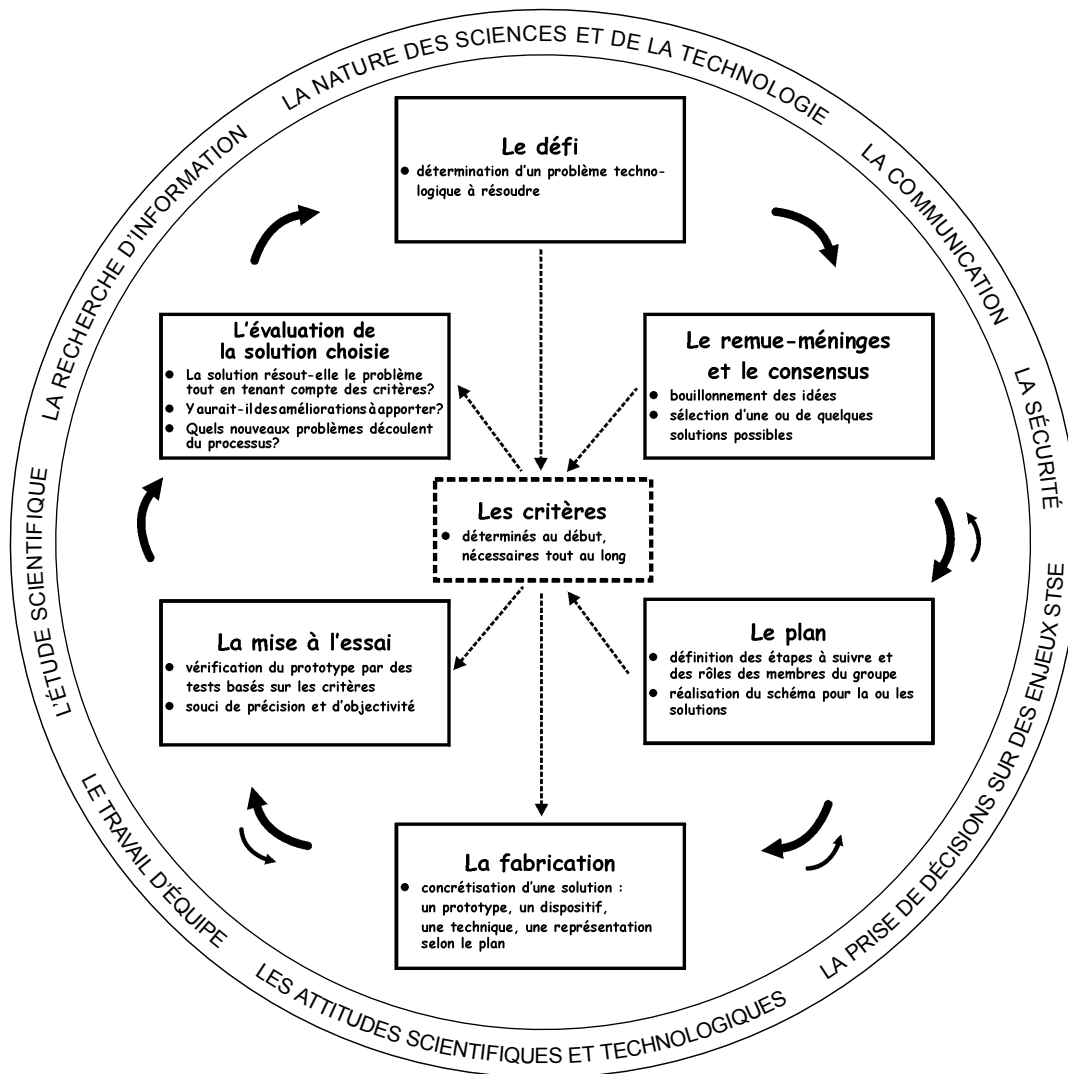 LA NATURE DES SCIENCES ET DE LA TECHNOLOGIE
LA COMMUNICATION
LA SÉCURITÉ
LA PRISE DE DÉCISIONS SUR DES ENJEUX STSE
LES ATTITUDES SCIENTIFIQUES ET TECHNOLOGIQUES
LE TRAVAIL D'ÉQUIPE
L'ÉTUDE SCIENTIFIQUE
LA RECHERCHE D'INFORMATION
Le défi
• détermination d'un problème techno-
logique à résoudre
Le remue-méninges
et le consensus
• bouillonnement des idées
• sélection d'une ou de quelques
solutions possibles
Le plan
• définition des étapes à suivre et
des rôles des membres du groupe
• réalisation du schéma pour la ou les
solutions
La fabrication
• concrétisation d'une solution :
un prototype, un dispositif,
une technique, une représentation
selon le plan
La mise à l'essai
• vérification du prototype par des
tests basés sur les critères
• souci de précision et d'objectivité
L'évaluation de
la solution choisie
• La solution résout-elle le problème
tout en tenant compte des critères?
• Y aurait-il des améliorations à apporter?
• Quels nouveaux problèmes découlent
du processus?
Les critères
• déterminés au début,
nécessaires tout au long